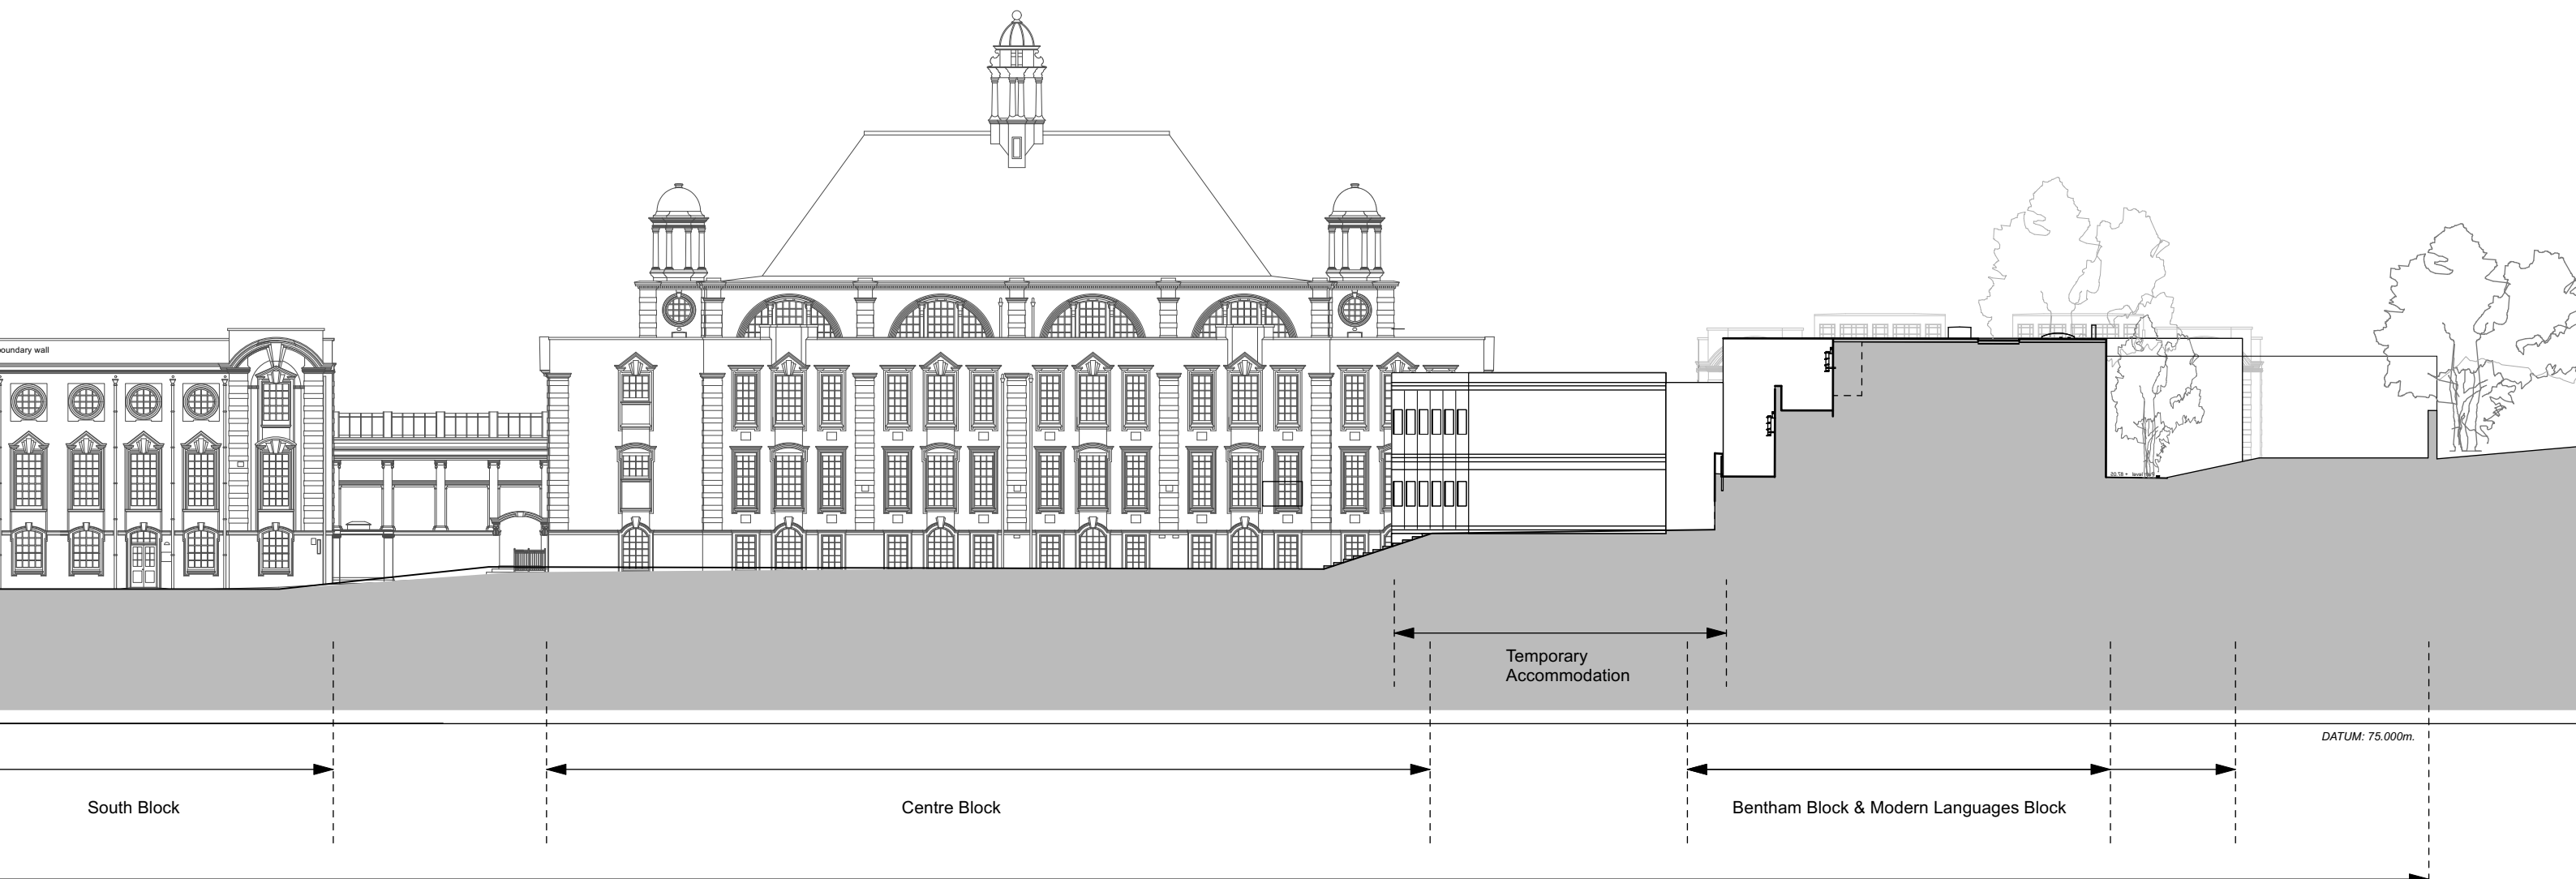 oundary wall
Temporary
Accommodation
DATUM: 75.000m.
South Block
Centre Block
Bentham Block & Modern Languages Block